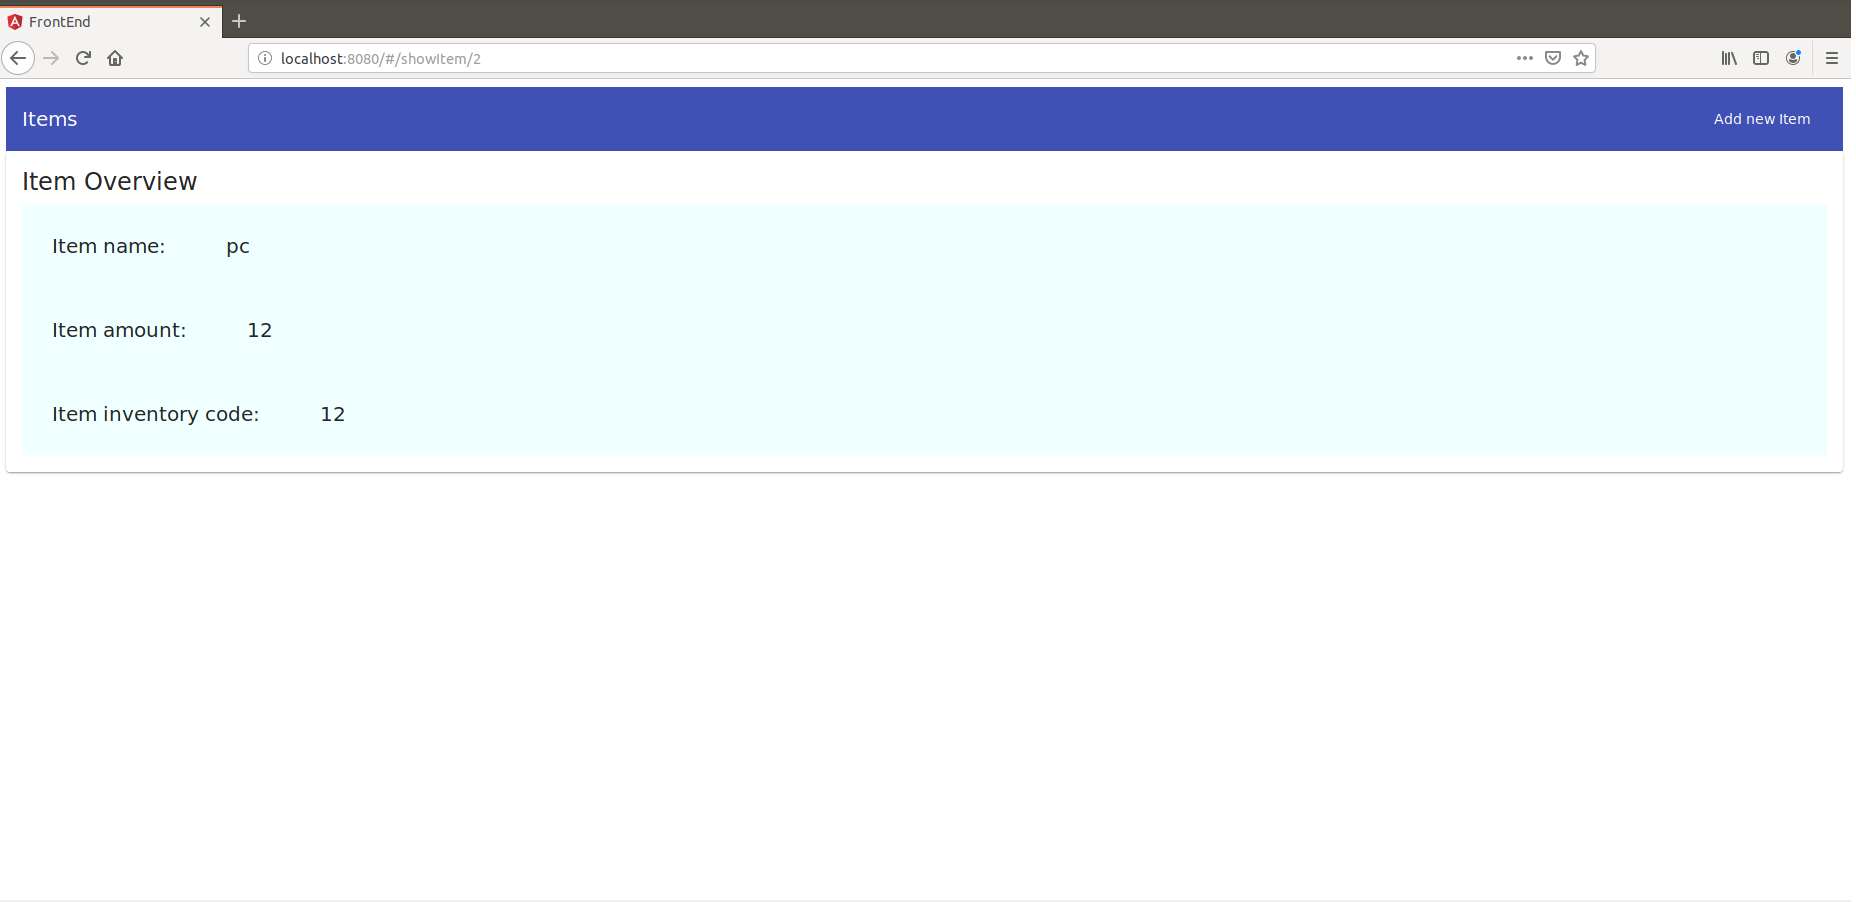 FrontEnd
localhost:8080/#/showItem/2
Items
Add new Item
Item Overview
Item name: pc
Item amount: 12
Item inventory code: 12